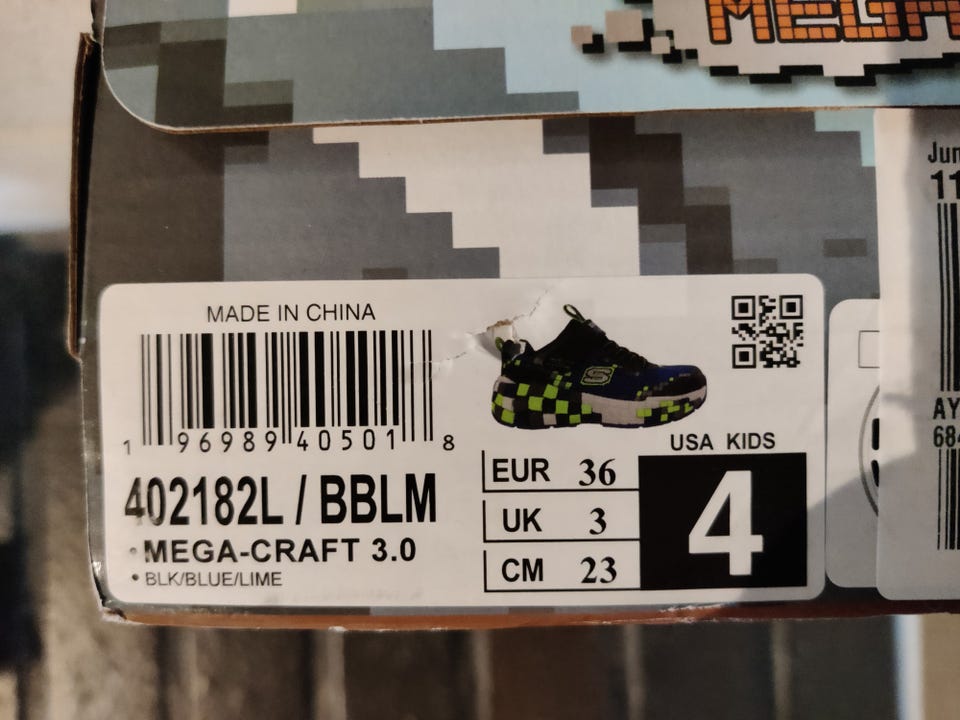 MEGA
Jun
11
MADE IN CHINA
1 96989 40501 8
402182L / BBLM
• MEGA-CRAFT 3.0
• BLK/BLUE/LIME
S
USA KIDS
EUR 36
UK 3
CM 23
4
AY
684